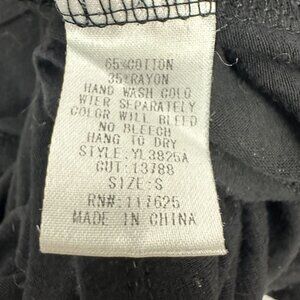 65%COTTON
35%RAYON
HAND WASH COLD
WIER SEPARATELY
COLOR WILL BLEED
NO BLEECH
HANG TO DRY
STYLE:YL3825A
CUT:13788
SIZE:S
RN#:117625
MADE IN CHINA